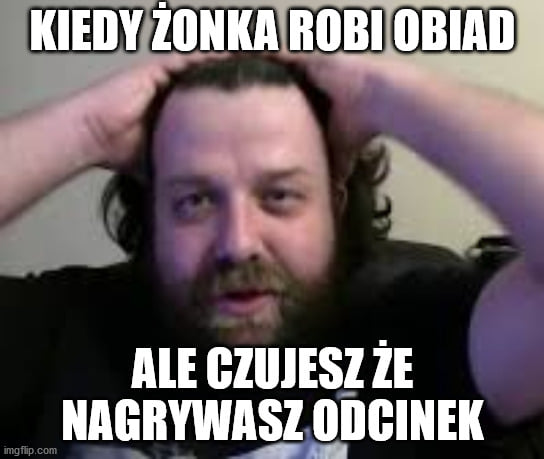 KIEDY ŻONKA ROBI OBIAD
ALE CZUJESZ ŻE
NAGRYWASZ ODCINEK
imgflip.com